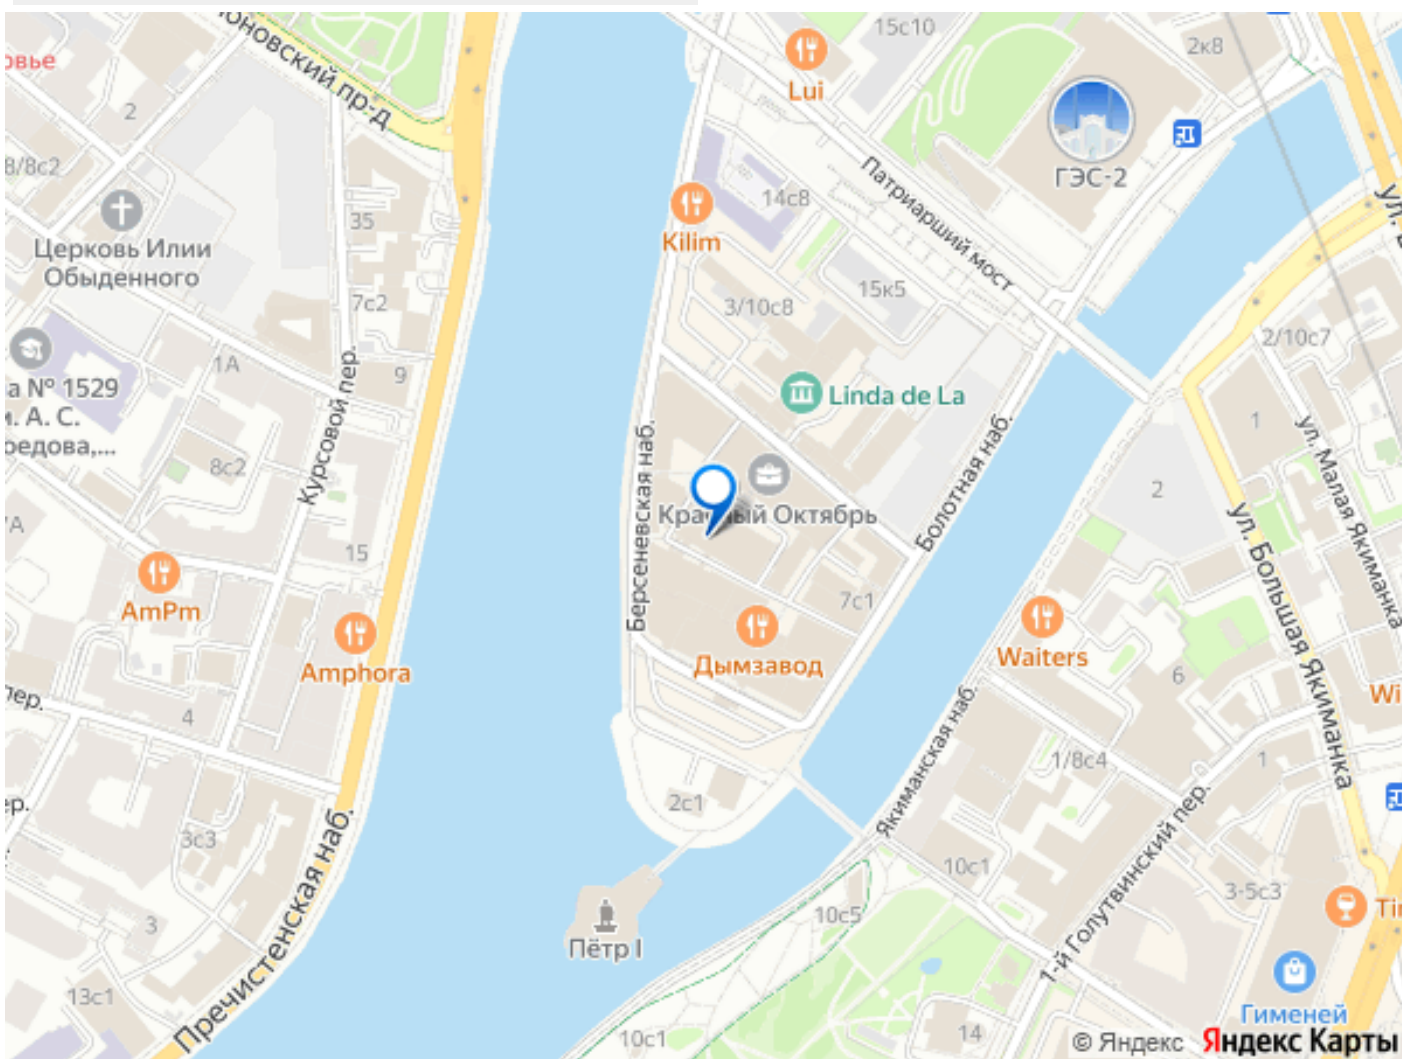 15с10
2к8
Lui
ГЭС-2
2
8/8с2
Патриарший мост
14с8
Kilim
35
Церковь Илии
Обыденного
7с2
3/10с8
15к5
2/10с7
1А
9
№ 1529
А. С.
Linda de La
1
ул. Малая Якиманка
8с2
Курсовой пер.
Берсеневская наб.
Болотная наб.
2
Красный Октябрь
ул. Большая Якиманка
15
AmPm
7с1
Amphora
Дымзавод
Waiters
6
4
1/8с4
1
2с1
Якиманская наб.
3с3
10с1
1-й Голутвинский пер.
3-5с3
Пречистенская наб.
3
10с5
Пётр I
13с1
10с1
14
Гименей
© Яндекс Яндекс Карты